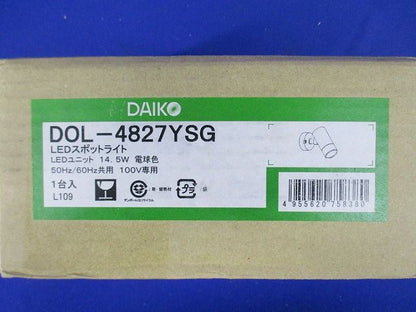 DAIKO
DOL-4827YSG
LEDスポットライト
LEDユニット 14.5W 電球色
50Hz/60Hz共用 100V専用
1台入
L109
プラ
4 955620 758380